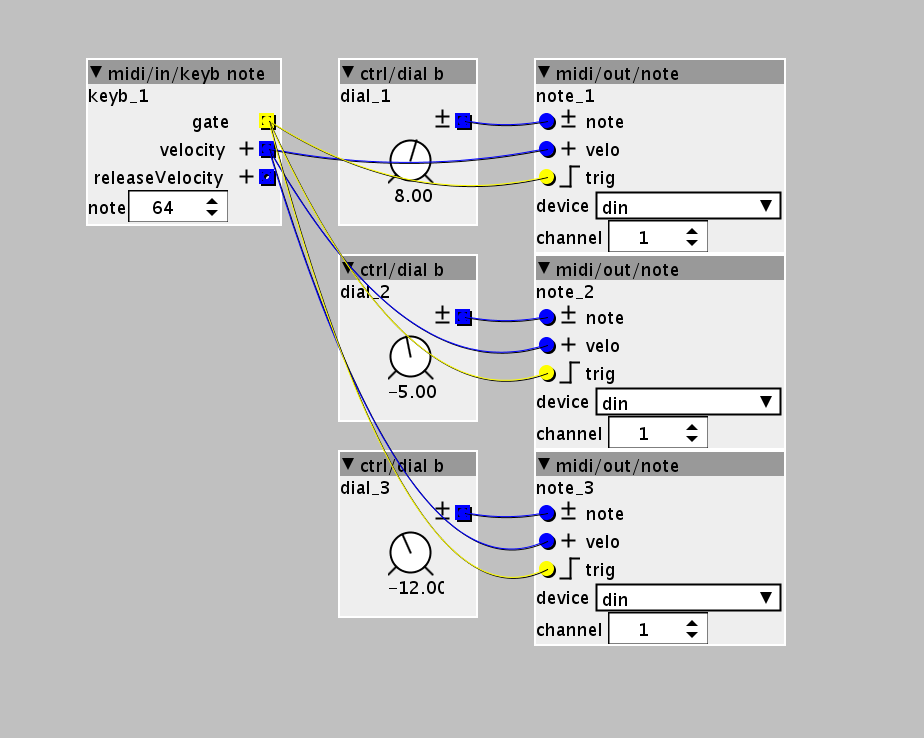 midi/in/keyb note
keyb_1
gate
velocity +
releaseVelocity +
note 64
ctrl/dial b
dial_1
±
8.00
midi/out/note
note_1
± note
+ velo
trig
device din
channel 1
ctrl/dial b
dial_2
±
-5.00
midi/out/note
note_2
± note
+ velo
trig
device din
channel 1
ctrl/dial b
dial_3
±
-12.00
midi/out/note
note_3
± note
+ velo
trig
device din
channel 1